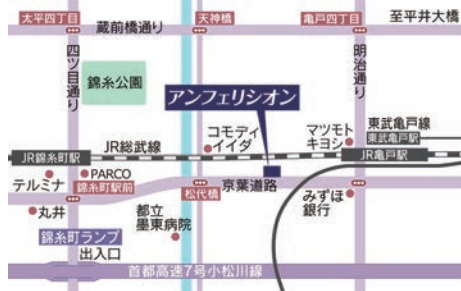 太平四丁目
天神橋
亀戸四丁目
至平井大橋
蔵前橋通り
四ツ目通り
明治通り
錦糸公園
アンフェリシオン
コモディ
イイダ
マツモト
キヨシ
東武亀戸線
東武亀戸駅
JR総武線
JR錦糸町駅
JR亀戸駅
テルミナ
PARCO
錦糸町駅前
京葉道路
松代橋
みずほ
銀行
丸井
都立
墨東病院
錦糸町ランプ
出入口
首都高速7号小松川線